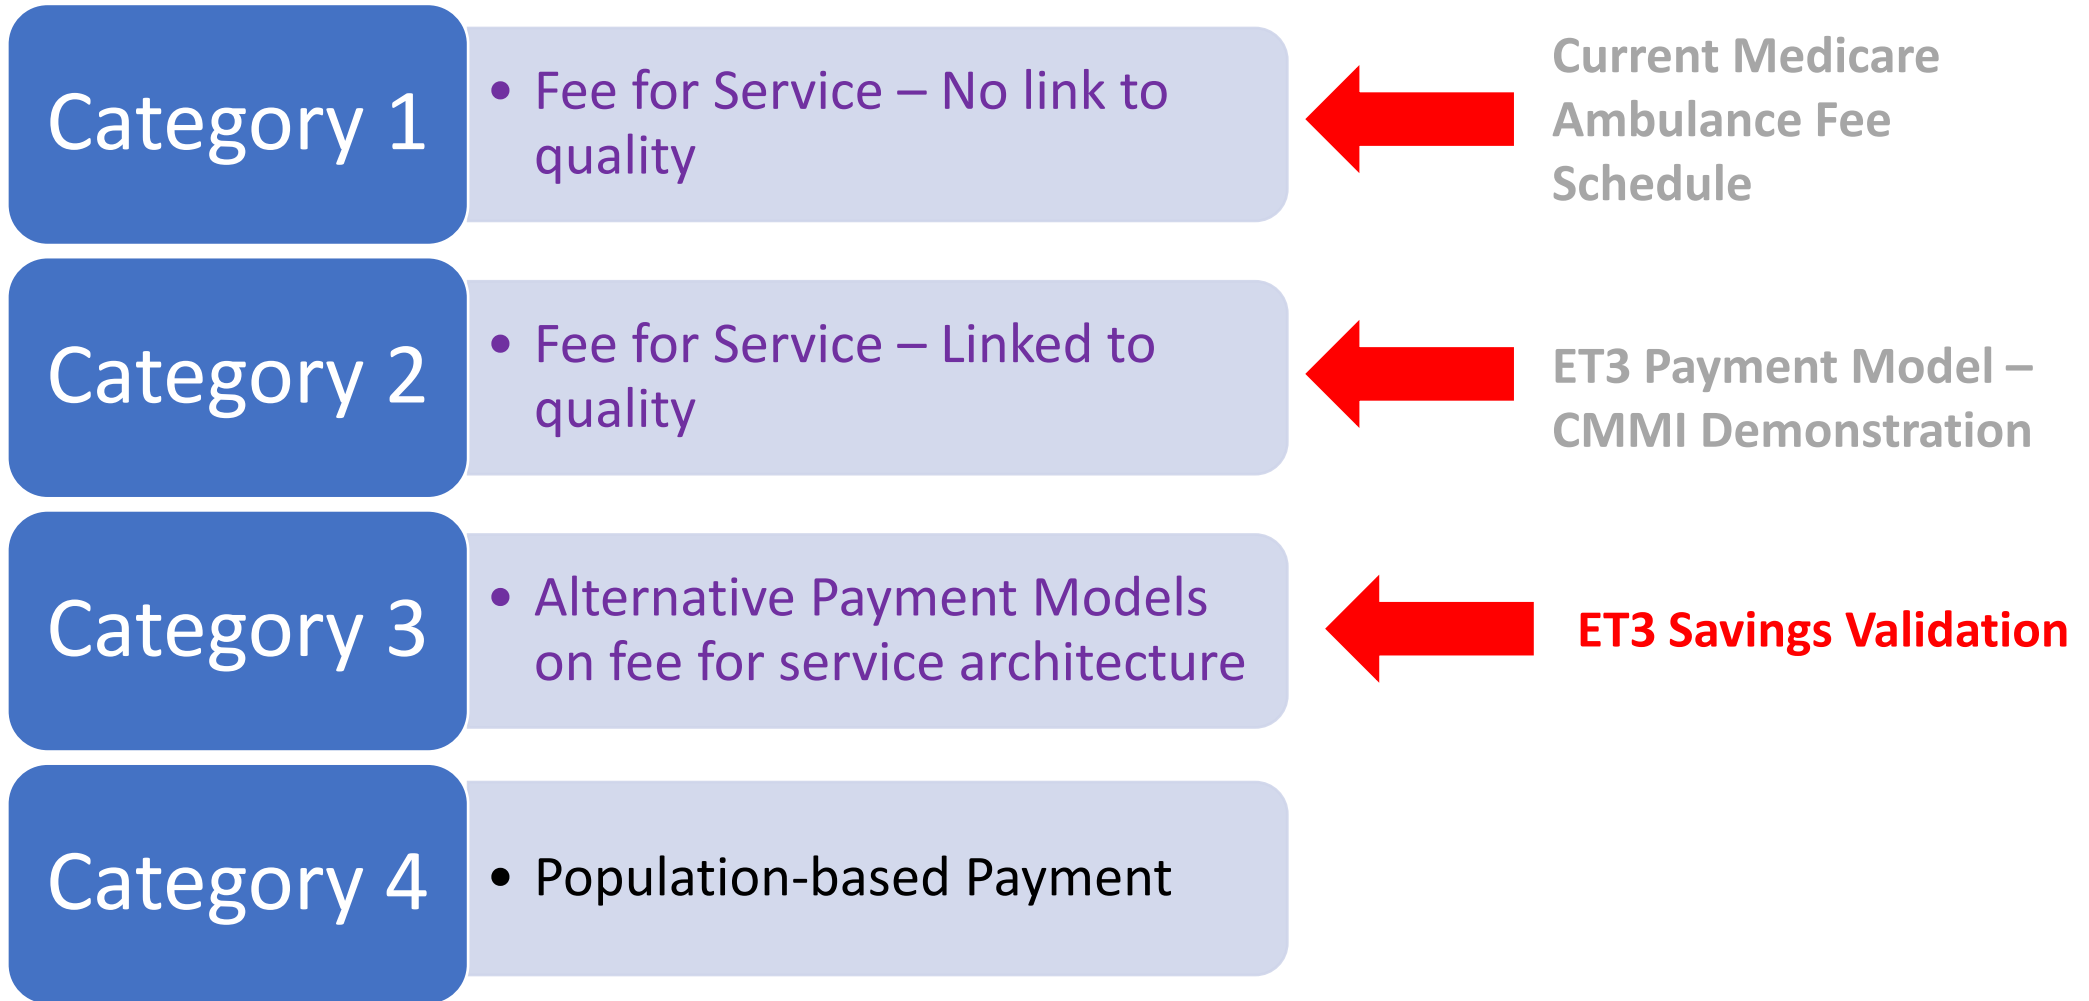 Category 1
• Fee for Service – No link to
quality
Current Medicare
Ambulance Fee
Schedule
Category 2
• Fee for Service – Linked to
quality
ET3 Payment Model –
CMMI Demonstration
Category 3
• Alternative Payment Models
on fee for service architecture
ET3 Savings Validation
Category 4
• Population-based Payment